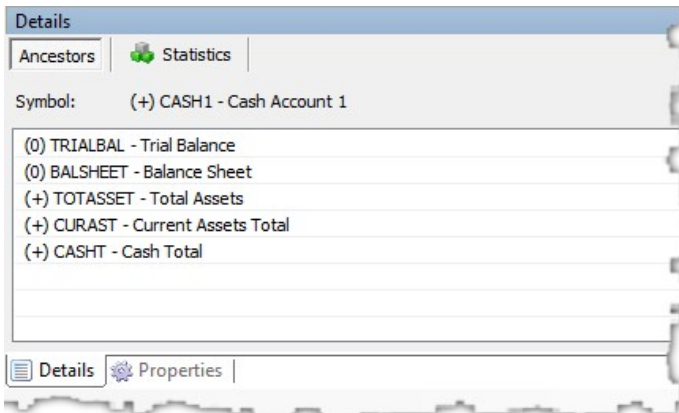 Details
Ancestors Statistics
Symbol: (+) CASH1 - Cash Account 1
(0) TRIALBAL - Trial Balance
(0) BALSHEET - Balance Sheet
(+) TOTASSET - Total Assets
(+) CURAST - Current Assets Total
(+) CASHT - Cash Total
Details Properties